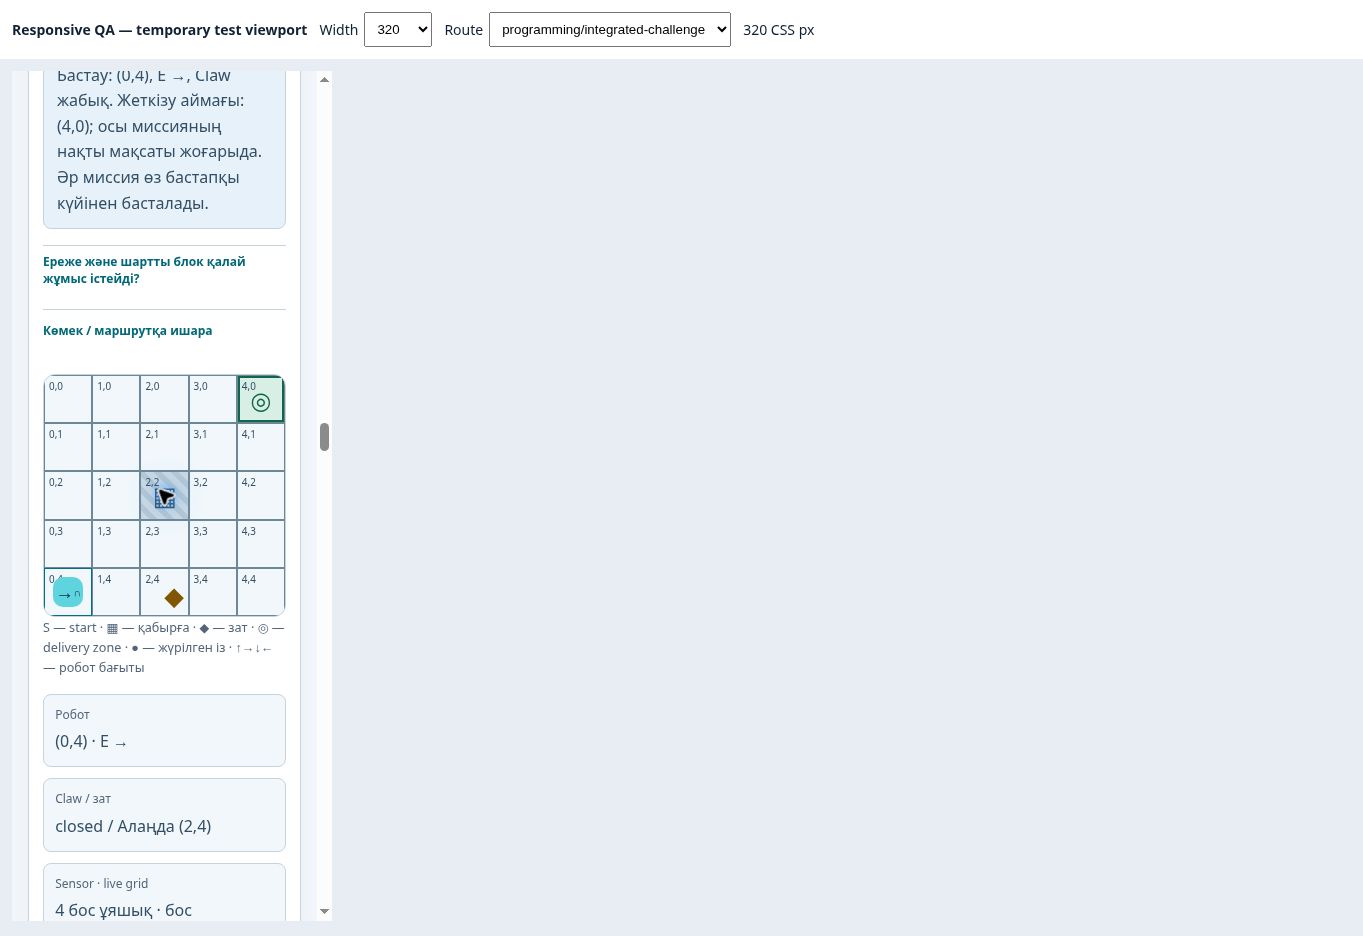 Responsive QA — temporary test viewport Width 320 Route programming/integrated-challenge 320 CSS px
Бастау: (0,4), E →, Claw
жабық. Жеткізу аймағы:
(4,0); осы миссияның
нақты мақсаты жоғарыда.
Әр миссия өз бастапқы
күйінен басталады.
Ереже және шартты блок қалай
жұмыс істейді?
Көмек / маршрутқа ишара
0,0 1,0 2,0 3,0 4,0
◎
0,1 1,1 2,1 3,1 4,1
0,2 1,2 2,2 3,2 4,2
0,3 1,3 2,3 3,3 4,3
0,4 1,4 2,4 3,4 4,4
→ ∩ ◆
S — start · ▦ — қабырға · ◆ — зат · ◎ —
delivery zone · ● — жүрілген із · ↑→↓←
— робот бағыты
Робот
(0,4) · E →
Claw / зат
closed / Алаңда (2,4)
Sensor · live grid
4 бос ұяшық · бос